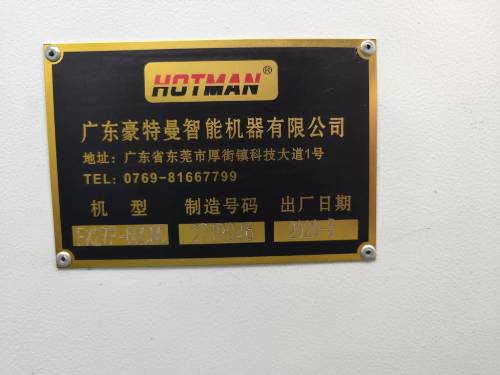 HOTMAN®
广东豪特曼智能机器有限公司
地址：广东省东莞市厚街镇科技大道1号
TEL: 0769-81667799
机 型 制造号码 出厂日期